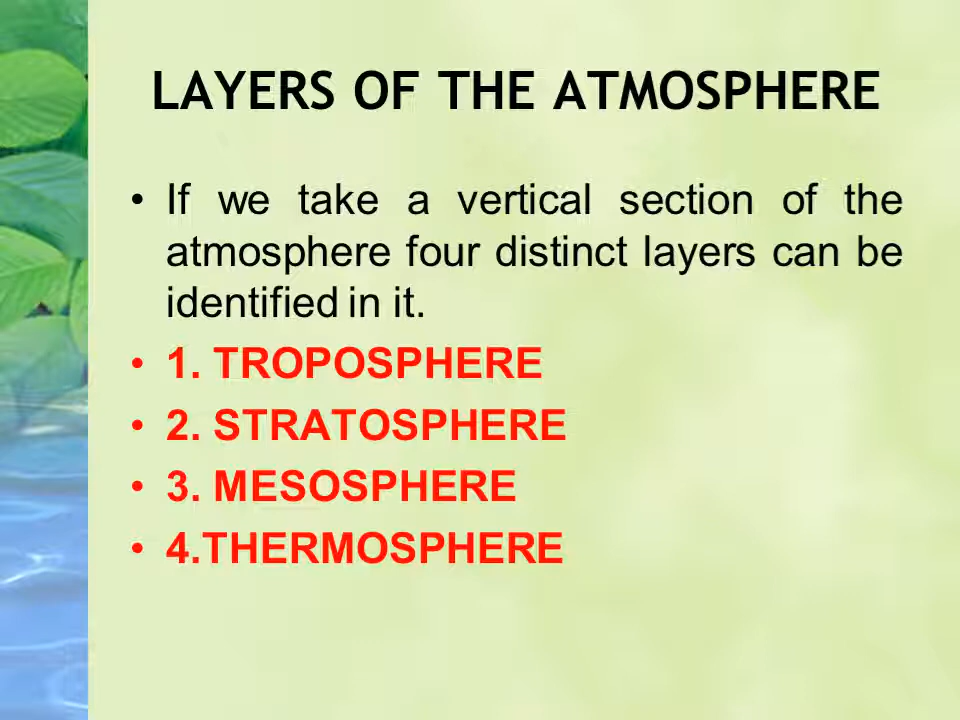 LAYERS OF THE ATMOSPHERE
• If we take a vertical section of the
atmosphere four distinct layers can be
identified in it.
• 1. TROPOSPHERE
• 2. STRATOSPHERE
• 3. MESOSPHERE
• 4.THERMOSPHERE